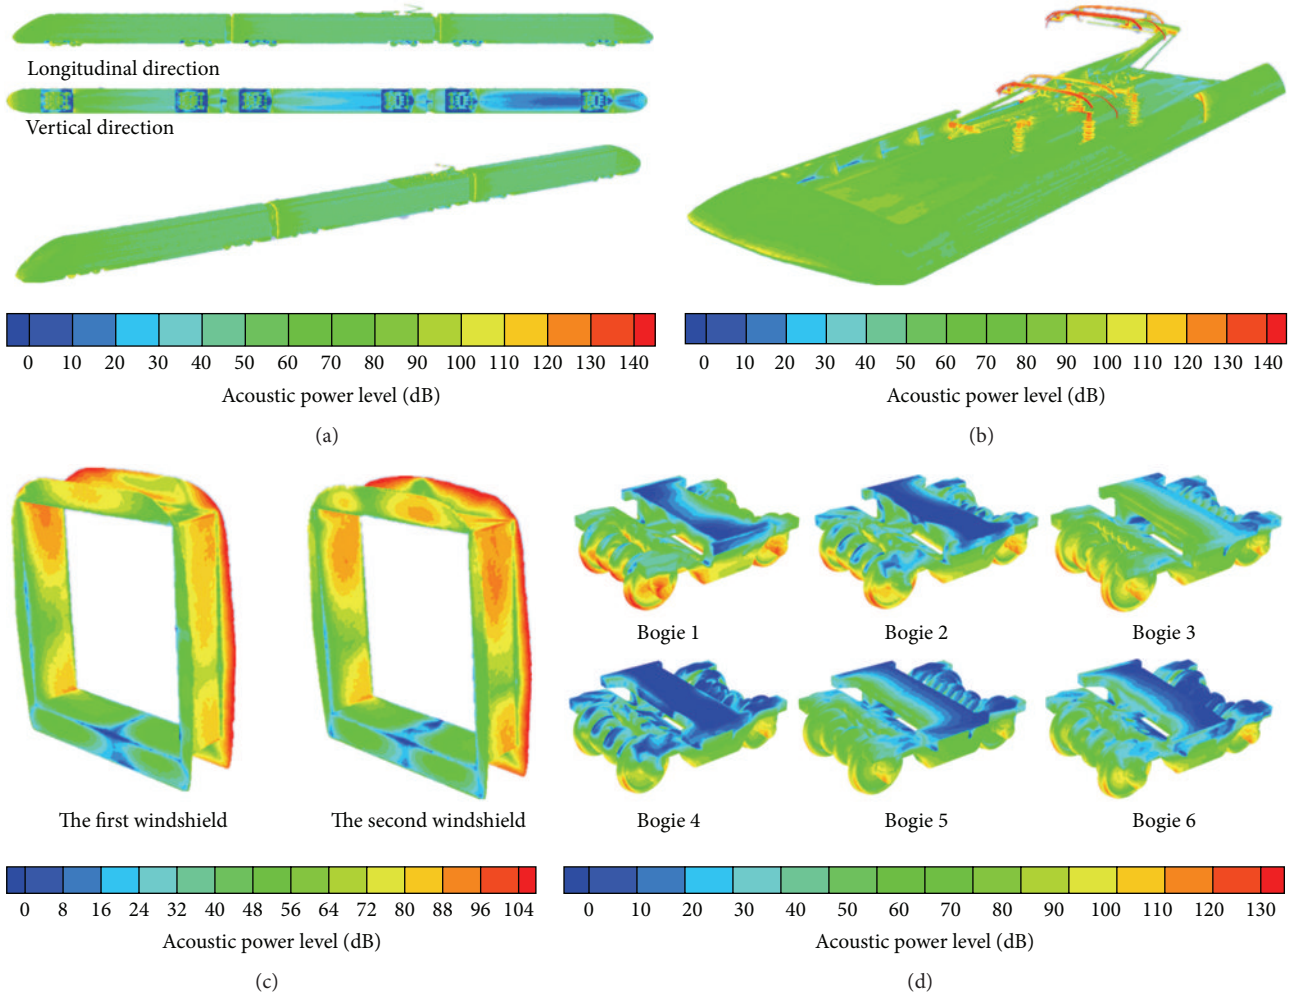 Longitudinal direction
Vertical direction
0 10 20 30 40 50 60 70 80 90 100 110 120 130 140
Acoustic power level (dB)
(a)
0 10 20 30 40 50 60 70 80 90 100 110 120 130 140
Acoustic power level (dB)
(b)
The first windshield
The second windshield
0 8 16 24 32 40 48 56 64 72 80 88 96 104
Acoustic power level (dB)
(c)
Bogie 1
Bogie 2
Bogie 3
Bogie 4
Bogie 5
Bogie 6
0 10 20 30 40 50 60 70 80 90 100 110 120 130
Acoustic power level (dB)
(d)